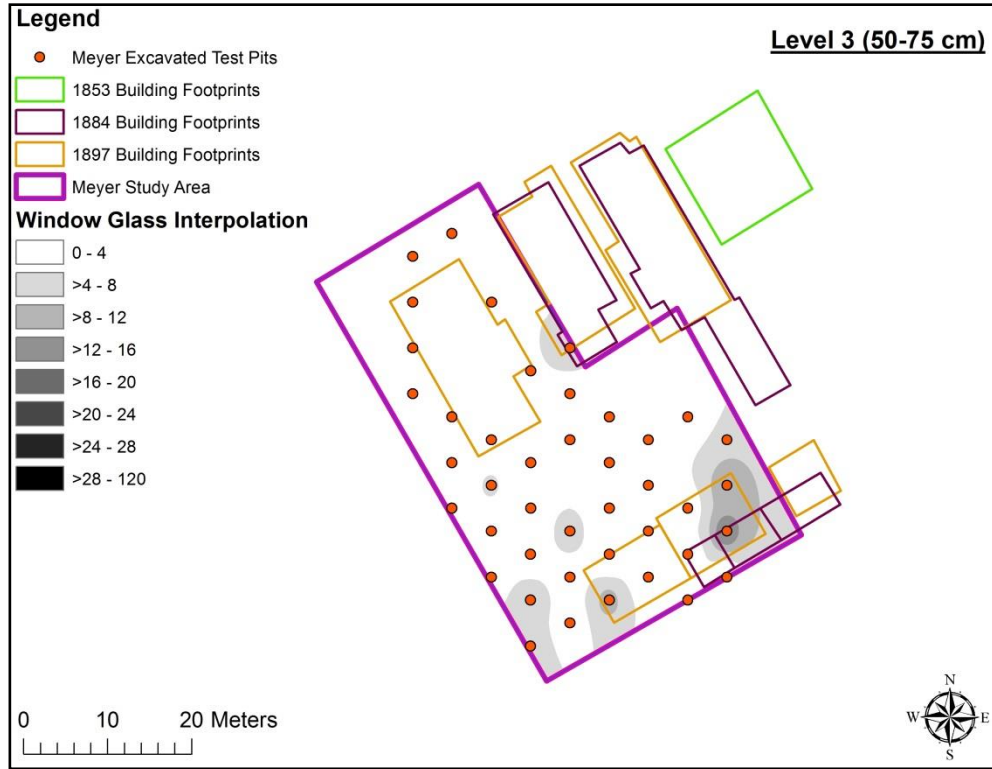 Legend
Meyer Excavated Test Pits
1853 Building Footprints
1884 Building Footprints
1897 Building Footprints
Meyer Study Area
Window Glass Interpolation
0 - 4
>4 - 8
>8 - 12
>12 - 16
>16 - 20
>20 - 24
>24 - 28
>28 - 120
Level 3 (50-75 cm)
0 10 20 Meters
N
W E
S